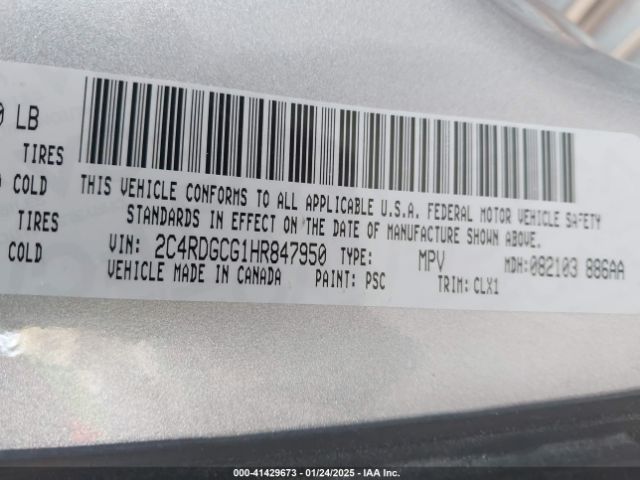 0 LB
TIRES
COLD
TIRES
COLD
THIS VEHICLE CONFORMS TO ALL APPLICABLE U.S.A. FEDERAL MOTOR VEHICLE SAFETY
STANDARDS IN EFFECT ON THE DATE OF MANUFACTURE SHOWN ABOVE.
VIN: 2C4RDGCG1HR847950 TYPE: MPV MDH:082103 886AA
VEHICLE MADE IN CANADA PAINT: PSC TRIM: CLX1
000-41429673 - 01/24/2025 - IAA Inc.